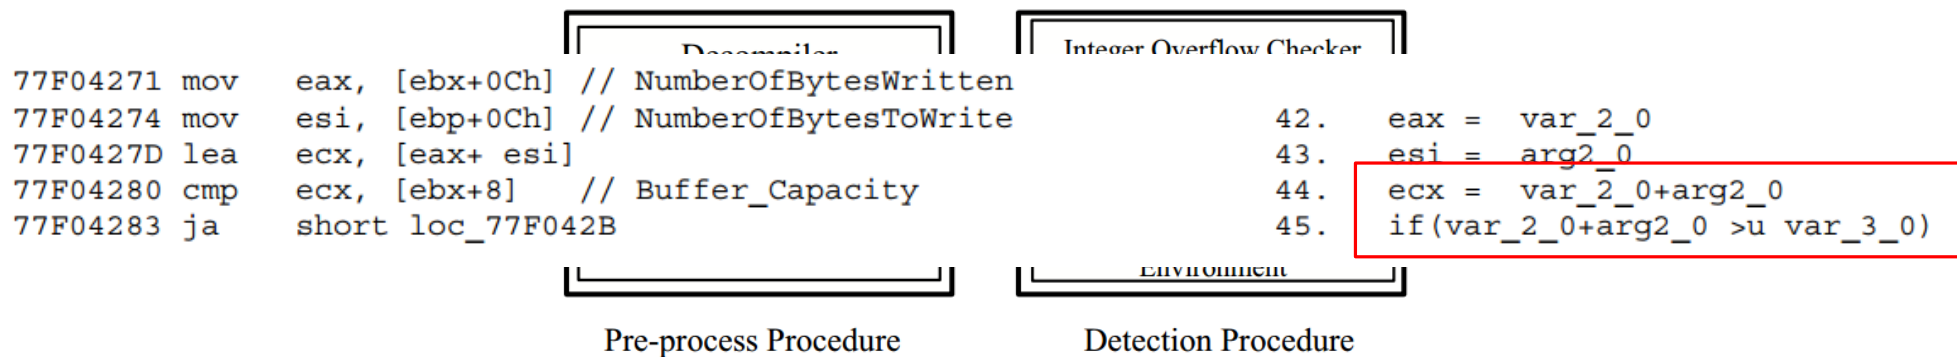 Decompiler
Integer Overflow Checker
77F04271 mov eax, [ebx+0Ch] // NumberOfBytesWritten
77F04274 mov esi, [ebp+0Ch] // NumberOfBytesToWrite
77F0427D lea ecx, [eax+ esi]
77F04280 cmp ecx, [ebx+8] // Buffer_Capacity
77F04283 ja short loc_77F042B
42. eax = var_2_0
43. esi = arg2_0
44. ecx = var_2_0+arg2_0
45. if(var_2_0+arg2_0 >u var_3_0)
Environment
Pre-process Procedure
Detection Procedure